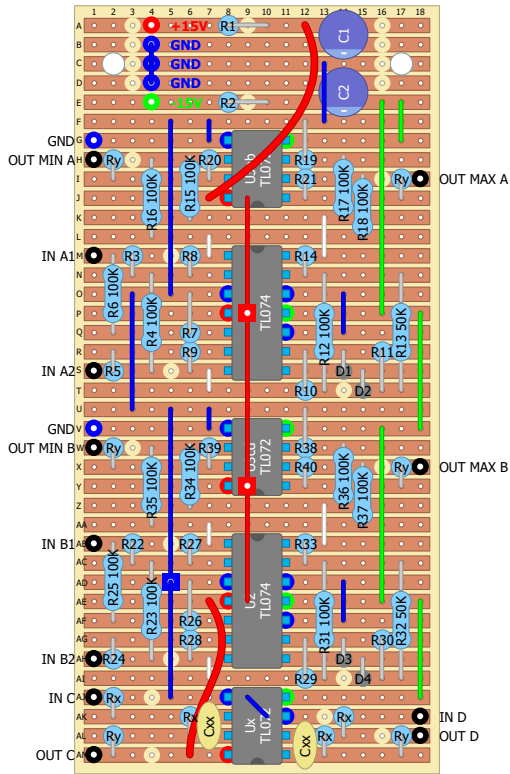 1 2 3 4 5 6 7 8 9 10 11 12 13 14 15 16 17 18
A +15V R1 C1
B GND
C GND
D GND C2
E -15V R2
F
GND G
OUT MIN A H Ry R20 R19
I R16 100K R15 100K R21 R17 100K R18 100K Ry OUT MAX A
J
K
L
IN A1 M R3 R8 R14
N R6 100K
O R4 100K TL074
P R12 100K R13 50K
Q R7
R R9 R11
IN A2 S R5 D1
T R10 D2
U
GND V
OUT MIN B W Ry R39 TL072 R38
X R35 100K R34 100K R40 R36 100K R37 100K Ry OUT MAX B
Y
Z
AA
IN B1 AB R22 R27 R33
AC R25 100K
AD R23 100K U2 TL074
AE R31 100K R32 50K
AF R26
AG R28 R30
IN B2 AH R24 D3
AI R29 D4
IN C AJ Rx
AK Rx Cxx Ux TL072 Rx IN D
AL Ry Cxx Ry Ry OUT D
OUT C